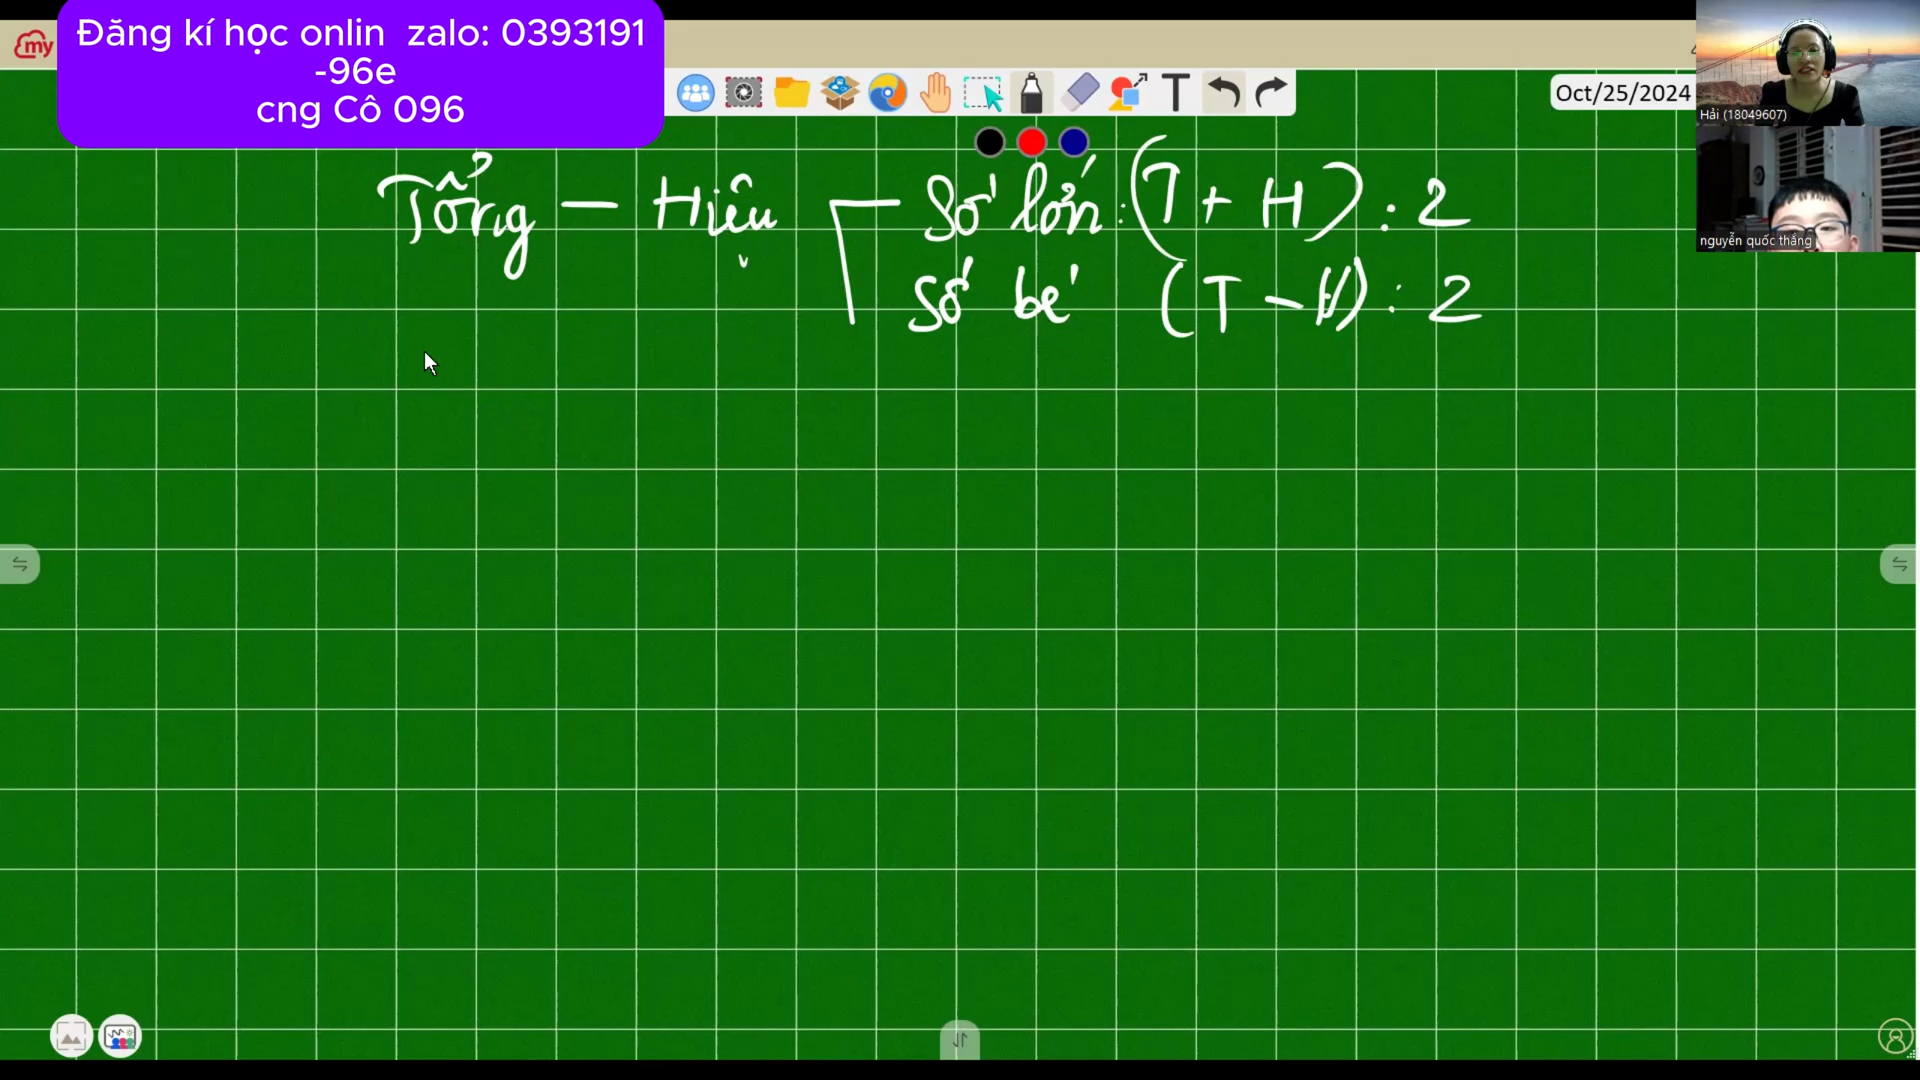 Đăng kí học onlin zalo: 0393191
-96e
cng Cô 096
my
T
Oct/25/2024
Hải (18049607)
nguyễn quốc thắng
Tổng — Hiệu
Số lớn: (T + H) : 2
Số bé (T - H) : 2